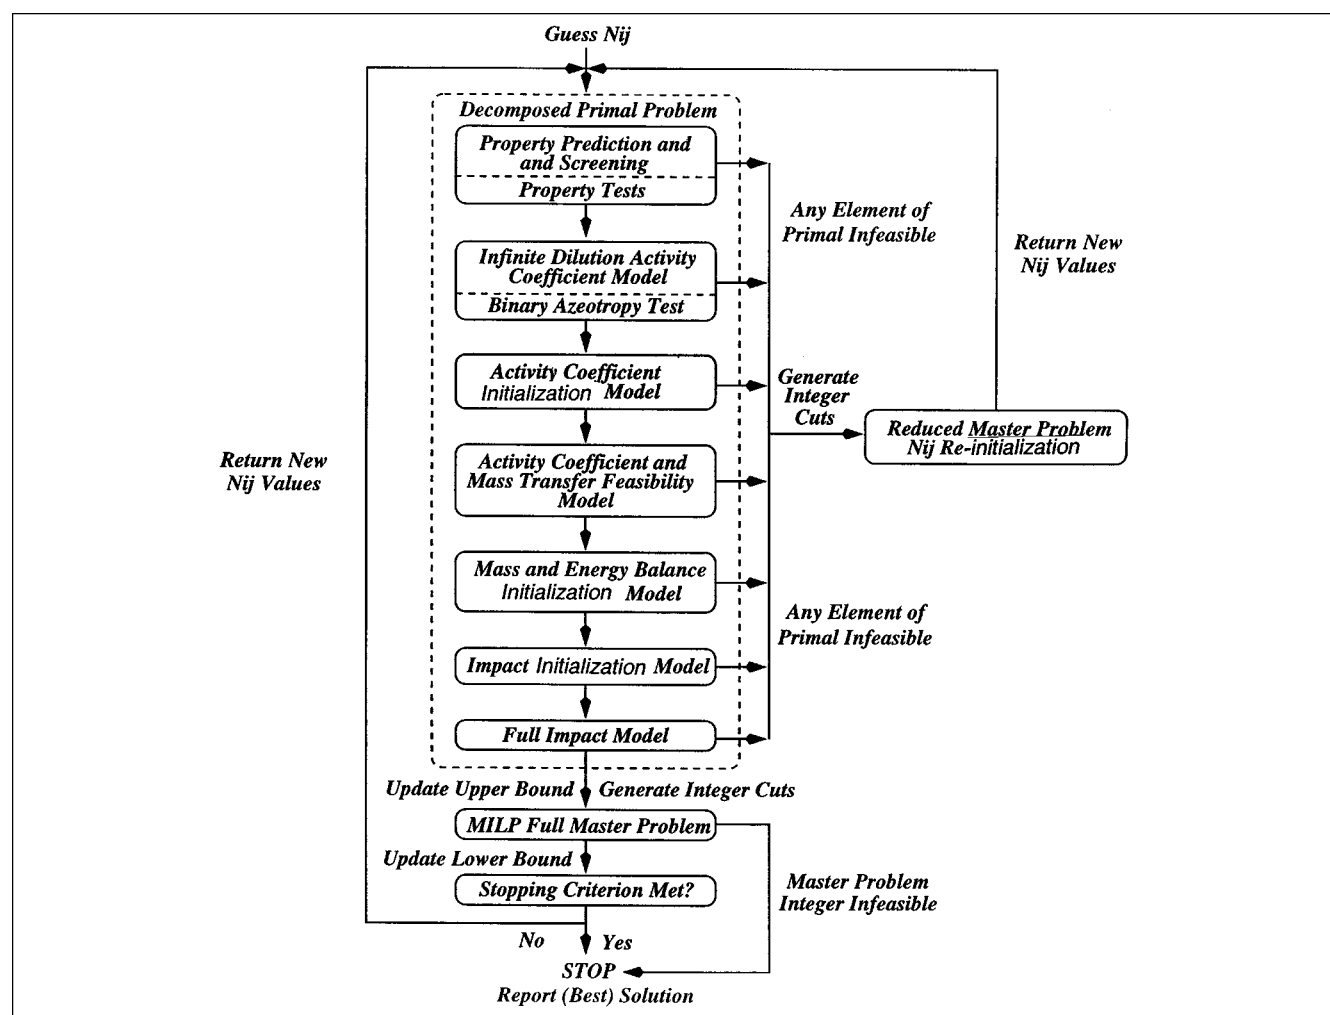 Guess Nij
Decomposed Primal Problem
Property Prediction and
and Screening
Property Tests
Any Element of
Primal Infeasible
Return New
Nij Values
Infinite Dilution Activity
Coefficient Model
Binary Azeotropy Test
Activity Coefficient
Initialization Model
Generate
Integer
Cuts
Reduced Master Problem
Nij Re-initialization
Return New
Nij Values
Activity Coefficient and
Mass Transfer Feasibility
Model
Mass and Energy Balance
Initialization Model
Any Element of
Primal Infeasible
Impact Initialization Model
Full Impact Model
Update Upper Bound Generate Integer Cuts
MILP Full Master Problem
Update Lower Bound
Stopping Criterion Met?
Master Problem
Integer Infeasible
No Yes
STOP
Report (Best) Solution